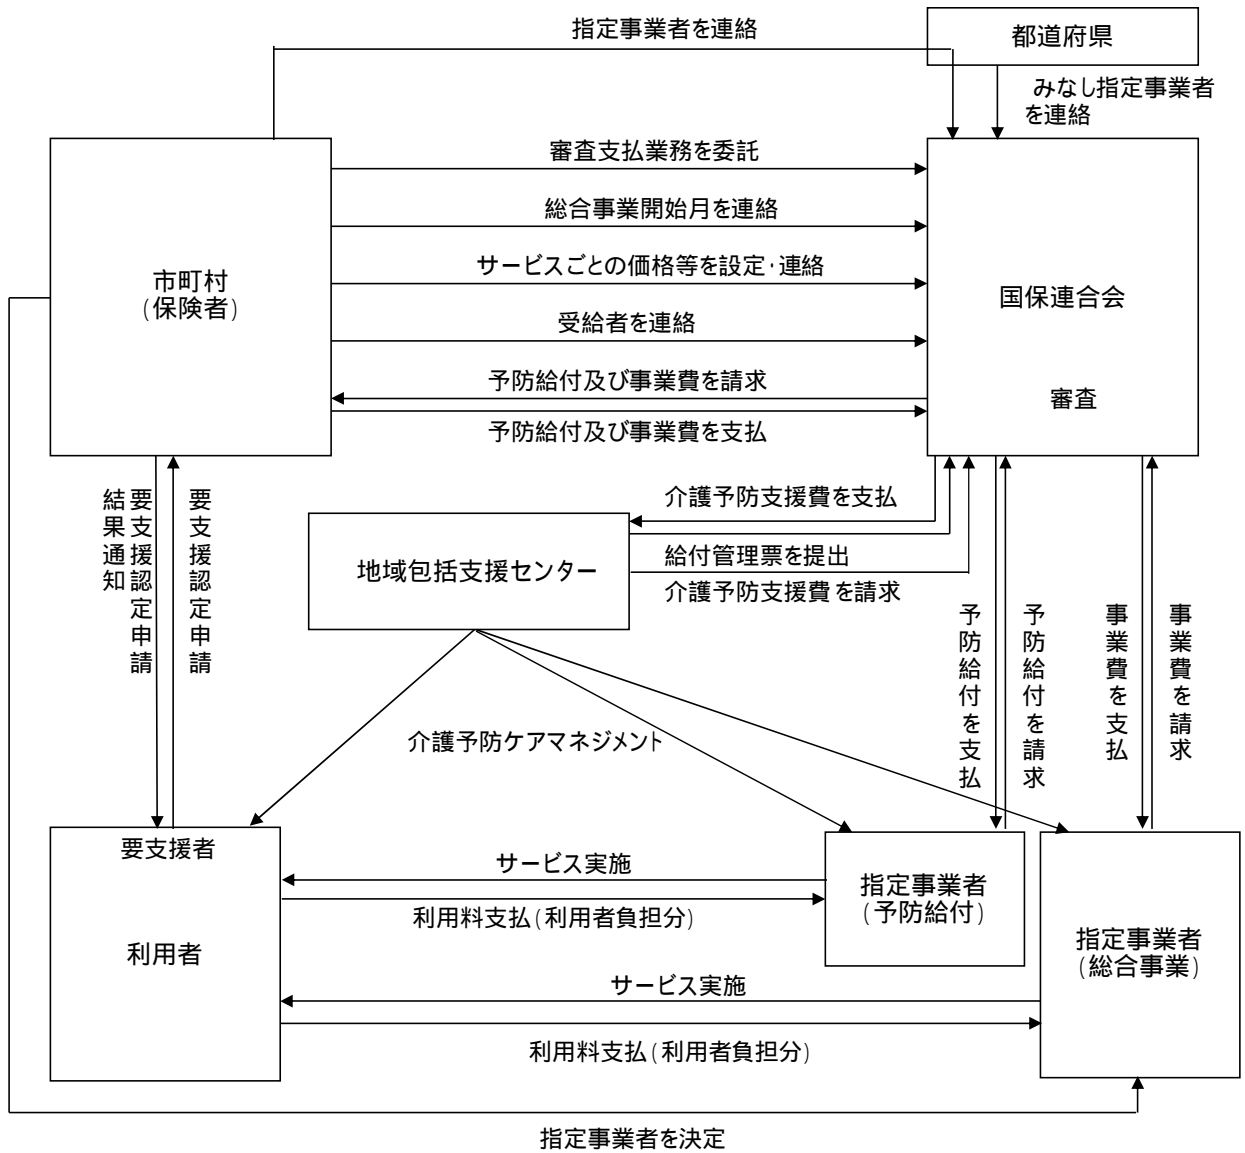 指定事業者を連絡
都道府県
みなし指定事業者
を連絡
審査支払業務を委託
総合事業開始月を連絡
サービスごとの価格等を設定・連絡
受給者を連絡
予防給付及び事業費を請求
予防給付及び事業費を支払
市町村
(保険者)
国保連合会
審査
要支援認定申請
結果通知
要支援認定申請
介護予防支援費を支払
給付管理票を提出
介護予防支援費を請求
地域包括支援センター
予防給付を支払
予防給付を請求
事業費を支払
事業費を請求
介護予防ケアマネジメント
要支援者
利用者
サービス実施
利用料支払(利用者負担分)
指定事業者
(予防給付)
指定事業者
(総合事業)
サービス実施
利用料支払(利用者負担分)
指定事業者を決定